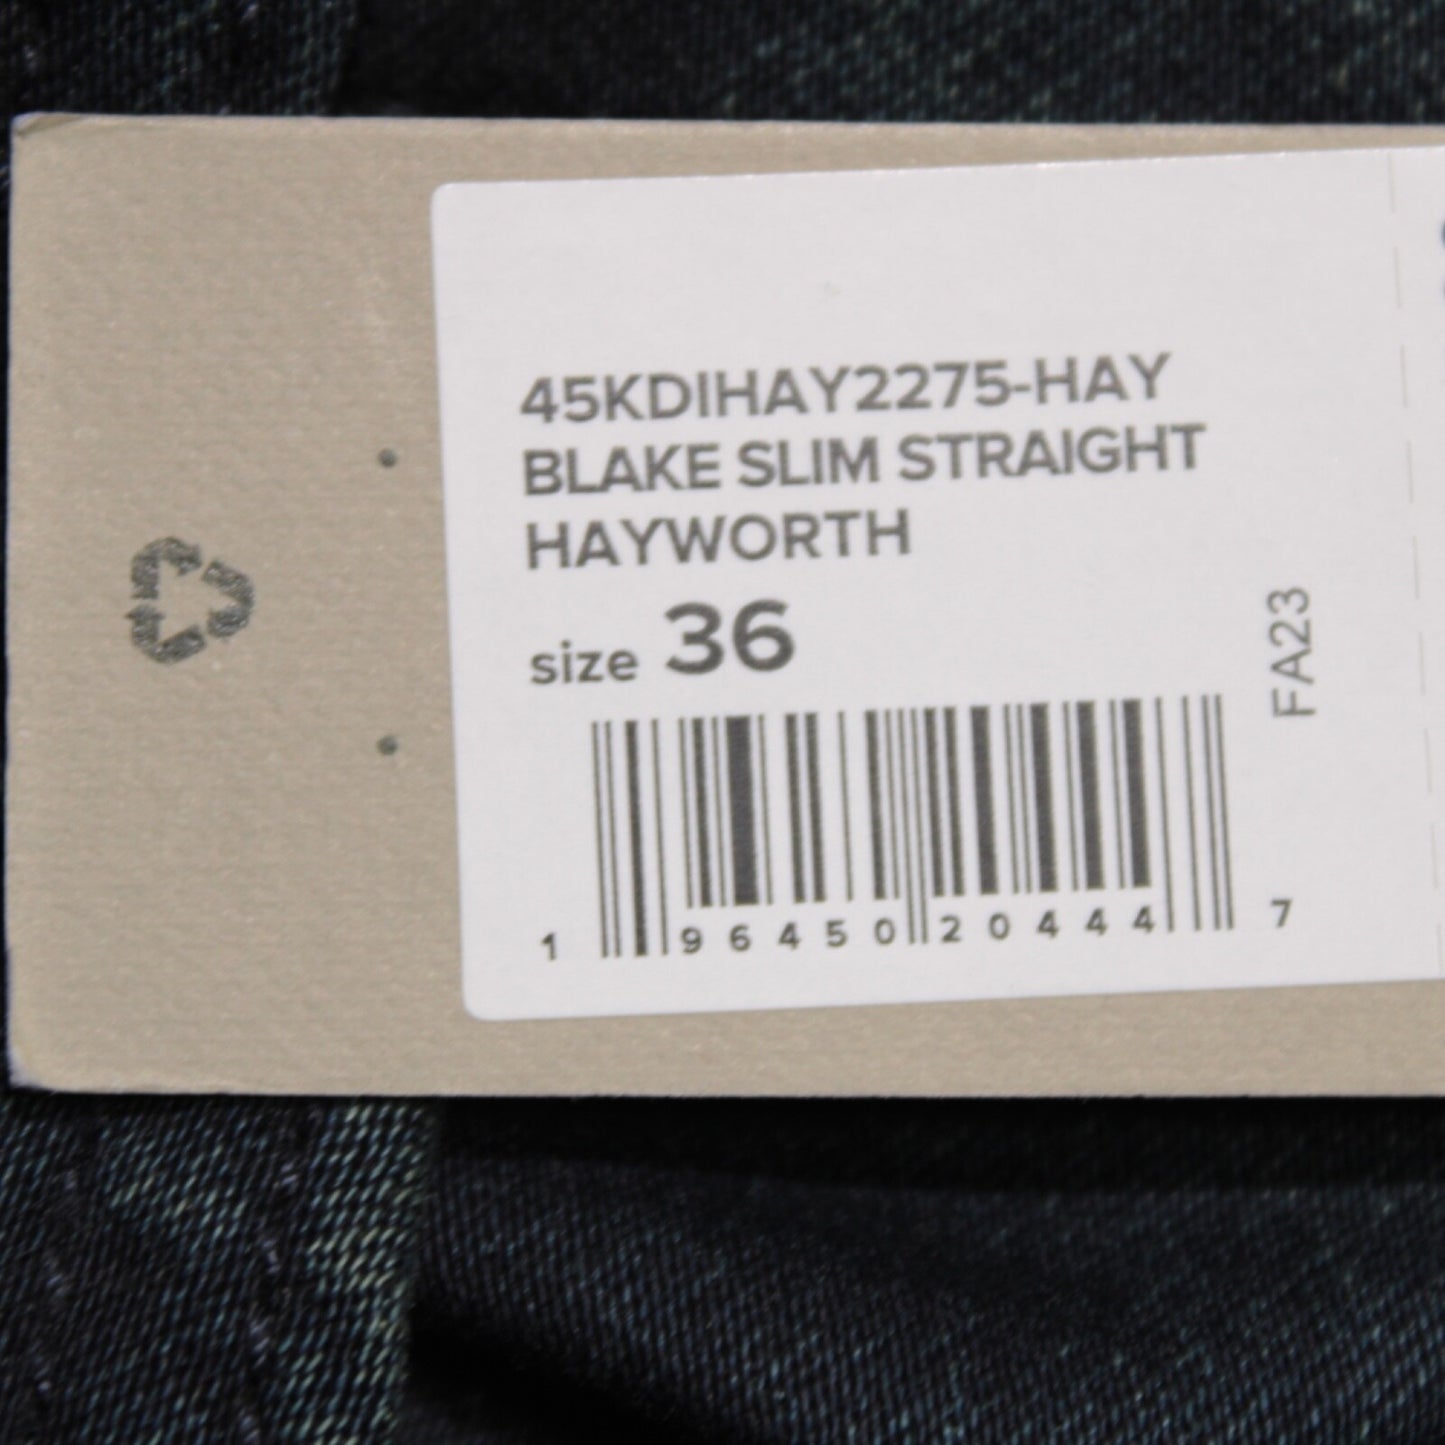 45KDIHAY2275-HAY
BLAKE SLIM STRAIGHT
HAYWORTH
size 36
FA23
1 96450 20444 7